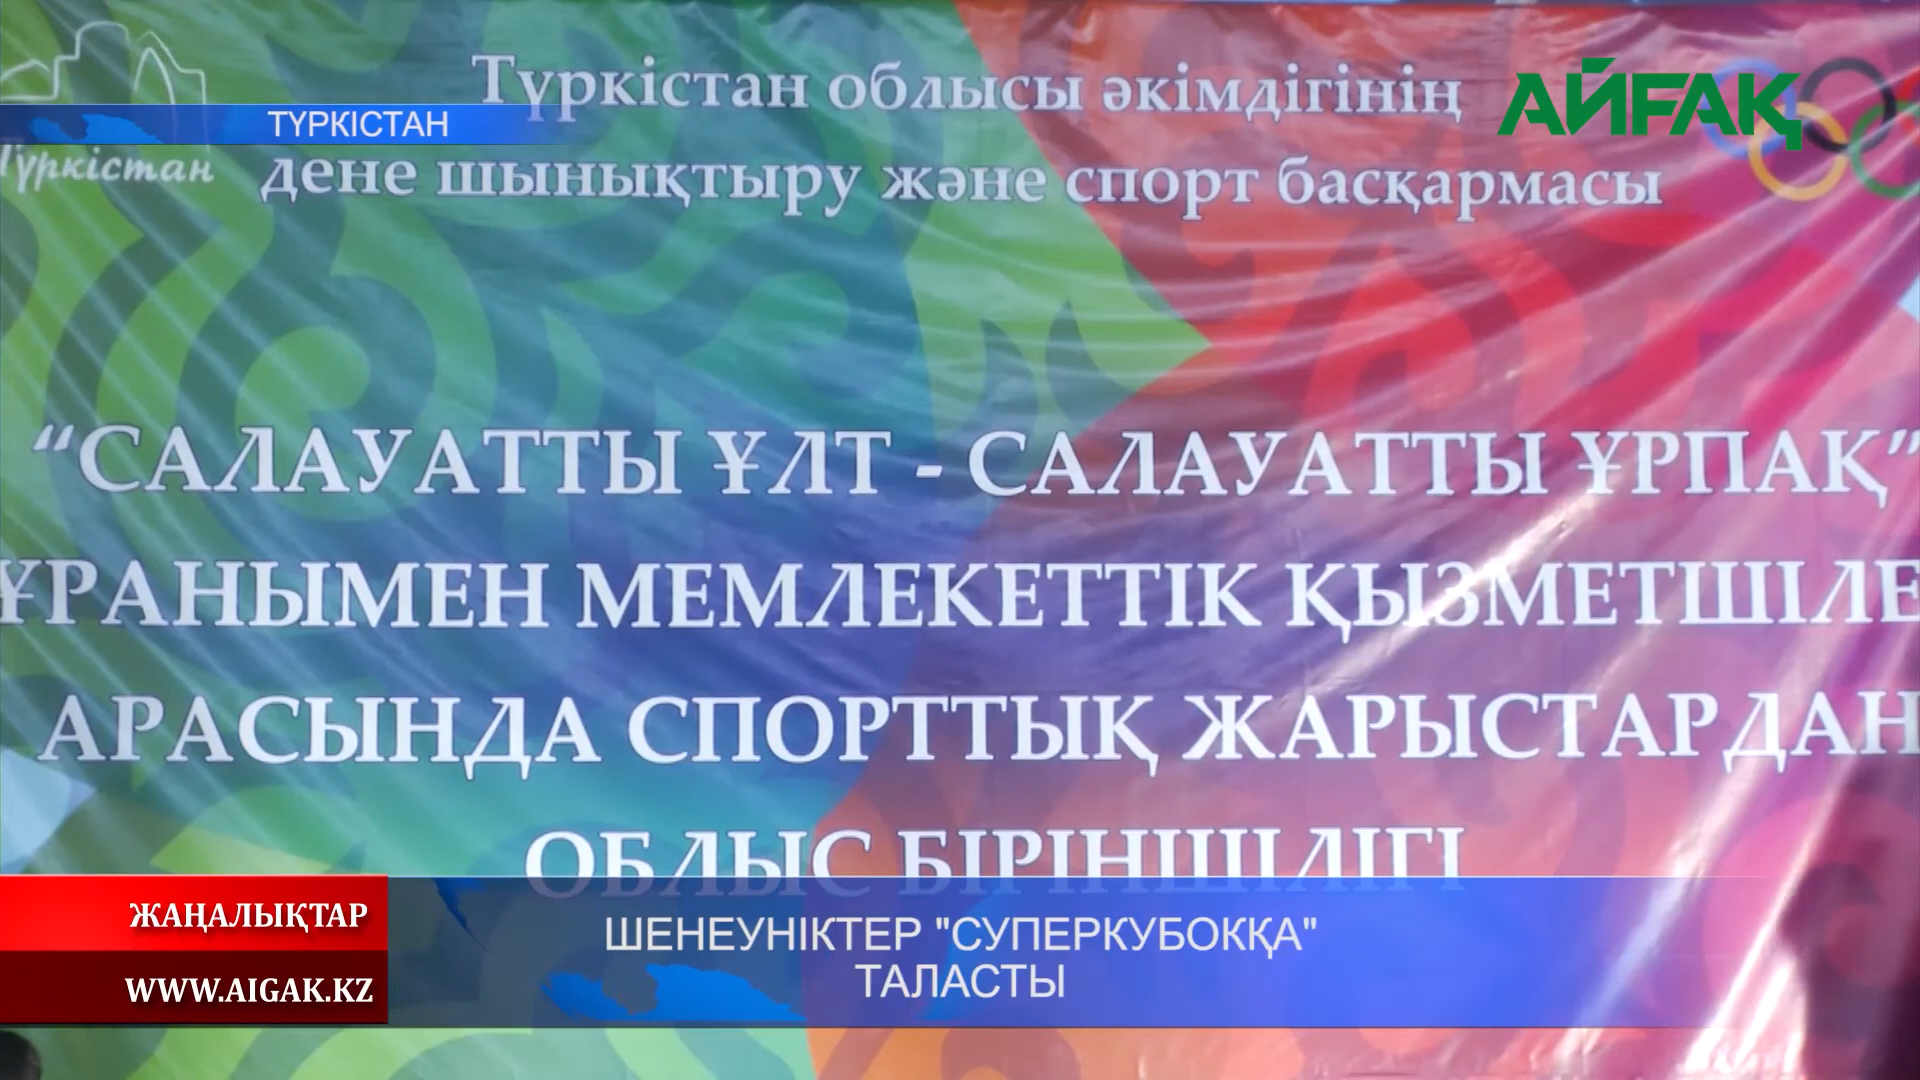 Түркістан облысы әкімдігінің
АЙҒАҚ
ТҮРКІСТАН
Түркістан
дене шынықтыру және спорт басқармасы
“САЛАУАТТЫ ҰЛТ - САЛАУАТТЫ ҰРПАҚ”
ҰРАНЫМЕН МЕМЛЕКЕТТІК ҚЫЗМЕТШІЛЕ
АРАСЫНДА СПОРТТЫҚ ЖАРЫСТАРДАН
ОБЛЫС БІРІНШІЛІГІ
ЖАҢАЛЫҚТАР
WWW.AIGAK.KZ
ШЕНЕУНІКТЕР "СУПЕРКУБОКҚА"
ТАЛАСТЫ